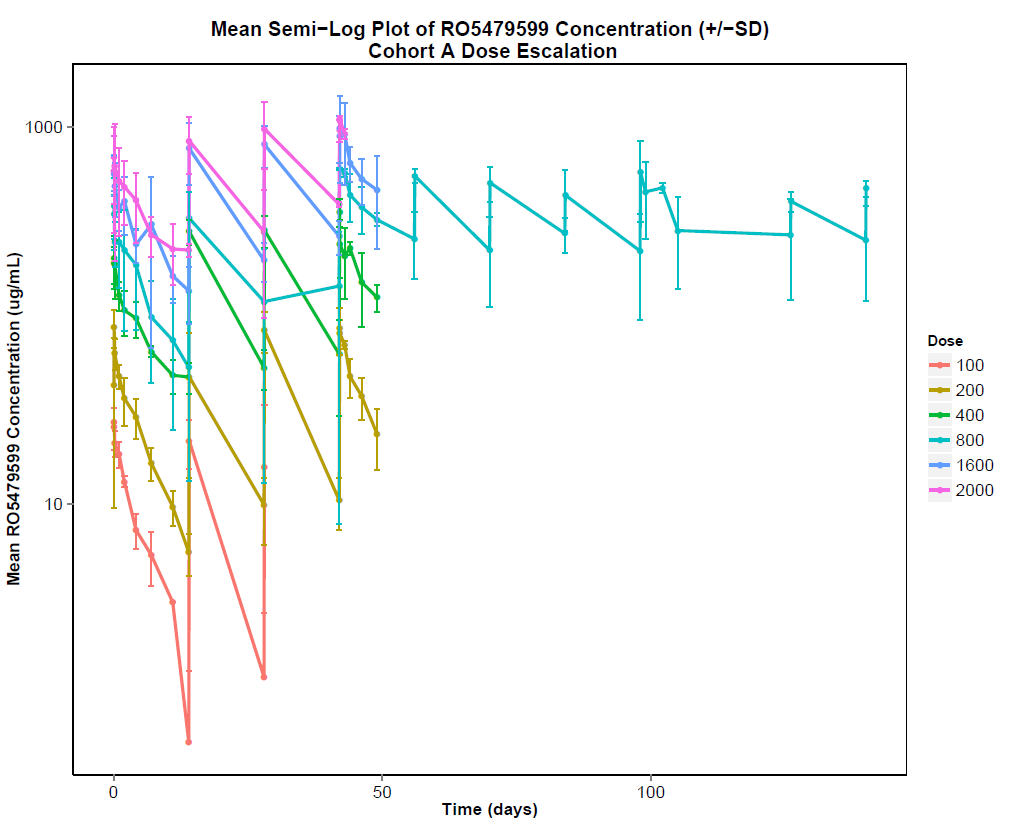 Mean Semi−Log Plot of RO5479599 Concentration (+/−SD)
Cohort A Dose Escalation
Mean RO5479599 Concentration (ug/mL)
1000
10
0
50
100
Time (days)
Dose
100
200
400
800
1600
2000